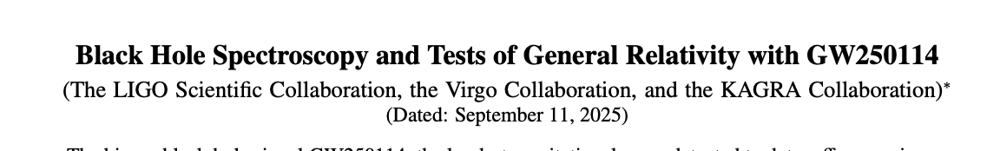 Black Hole Spectroscopy and Tests of General Relativity with GW250114
(The LIGO Scientific Collaboration, the Virgo Collaboration, and the KAGRA Collaboration)*
(Dated: September 11, 2025)